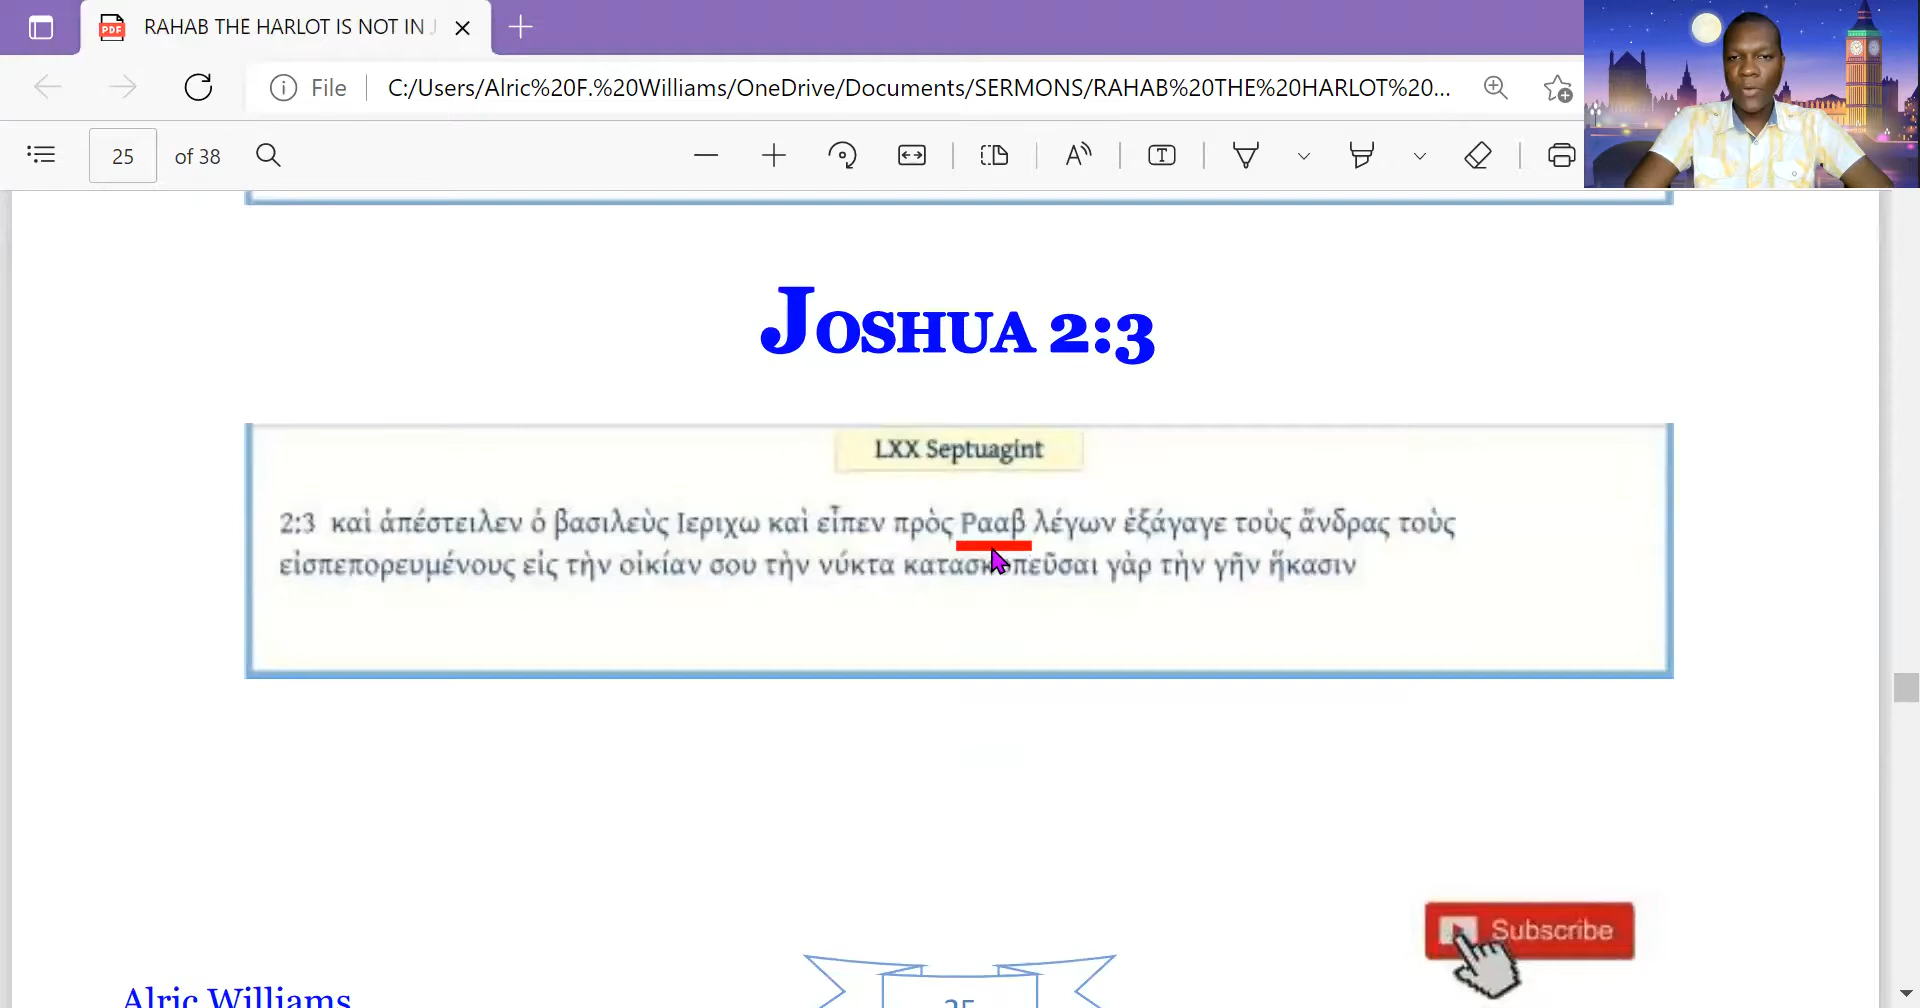 RAHAB THE HARLOT IS NOT IN
File
C:/Users/Alric%20F.%20Williams/OneDrive/Documents/SERMONS/RAHAB%20THE%20HARLOT%20...
25 of 38
JOSHUA 2:3
LXX Septuagint
2:3 καὶ ἀπέστειλεν ὁ βασιλεὺς Ιεριχω καὶ εἶπεν πρὸς Ρααβ λέγων ἐξάγαγε τοὺς ἄνδρας τοὺς
εἰσπεπορευμένους εἰς τὴν οἰκίαν σου τὴν νύκτα γὰρ τὴν γῆν ἥκασιν
Subscribe
Alric Williams
25